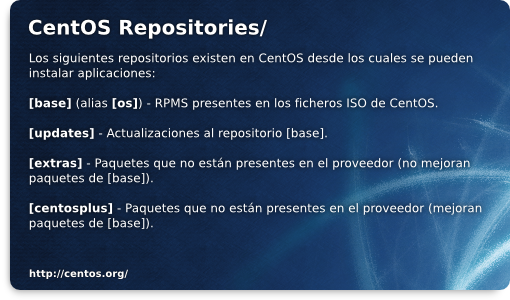 CentOS Repositories/
Los siguientes repositorios existen en CentOS desde los cuales se pueden
instalar aplicaciones:
[base] (alias [os]) - RPMS presentes en los ficheros ISO de CentOS.
[updates] - Actualizaciones al repositorio [base].
[extras] - Paquetes que no están presentes en el proveedor (no mejoran
paquetes de [base]).
[centosplus] - Paquetes que no están presentes en el proveedor (mejoran
paquetes de [base]).
http://centos.org/